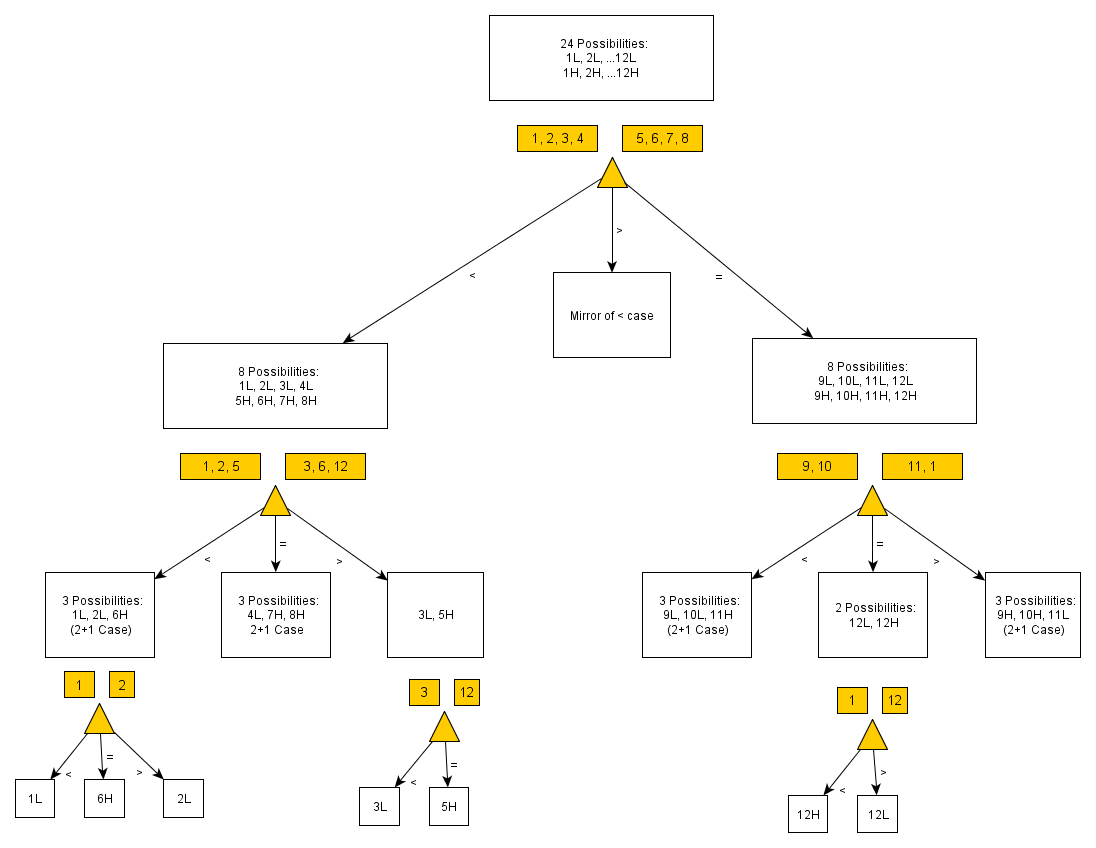 24 Possibilities:
1L, 2L, ...12L
1H, 2H, ...12H
1, 2, 3, 4
5, 6, 7, 8
<
>
=
Mirror of < case
8 Possibilities:
1L, 2L, 3L, 4L
5H, 6H, 7H, 8H
8 Possibilities:
9L, 10L, 11L, 12L
9H, 10H, 11H, 12H
1, 2, 5
3, 6, 12
9, 10
11, 1
<
=
>
<
=
>
3 Possibilities:
1L, 2L, 6H
(2+1 Case)
3 Possibilities:
4L, 7H, 8H
2+1 Case
3L, 5H
3 Possibilities:
9L, 10L, 11H
(2+1 Case)
2 Possibilities:
12L, 12H
3 Possibilities:
9H, 10H, 11L
(2+1 Case)
1
2
3
12
1
12
<
=
>
<
=
<
>
1L
6H
2L
3L
5H
12H
12L